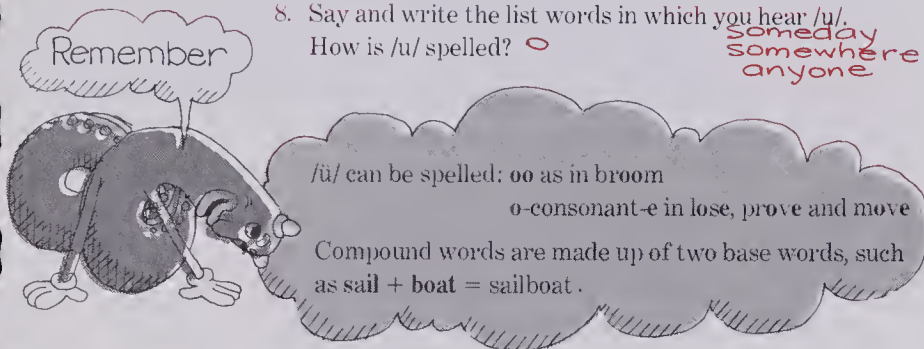 8. Say and write the list words in which you hear /u/.
How is /u/ spelled? o
someday
somewhere
anyone
Remember
/ü/ can be spelled: oo as in broom
o-consonant-e in lose, prove and move
Compound words are made up of two base words, such
as sail + boat = sailboat.